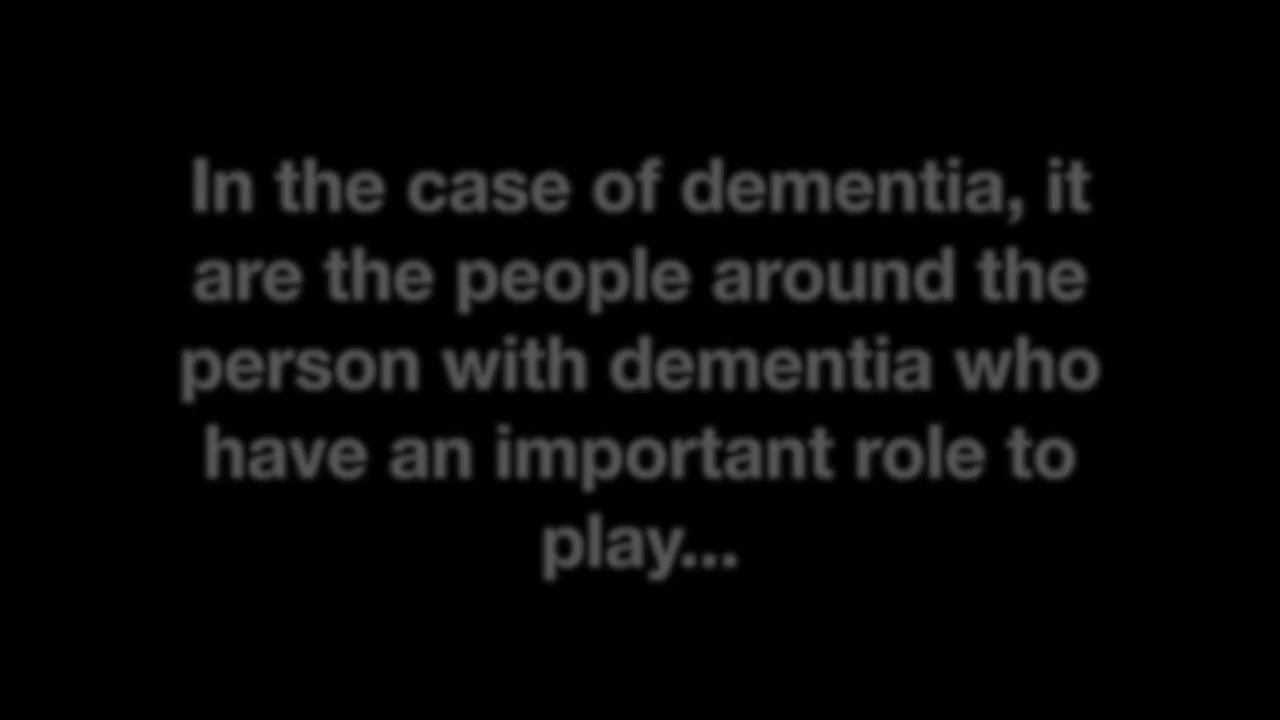 In the case of dementia, it
are the people around the
person with dementia who
have an important role to
play...